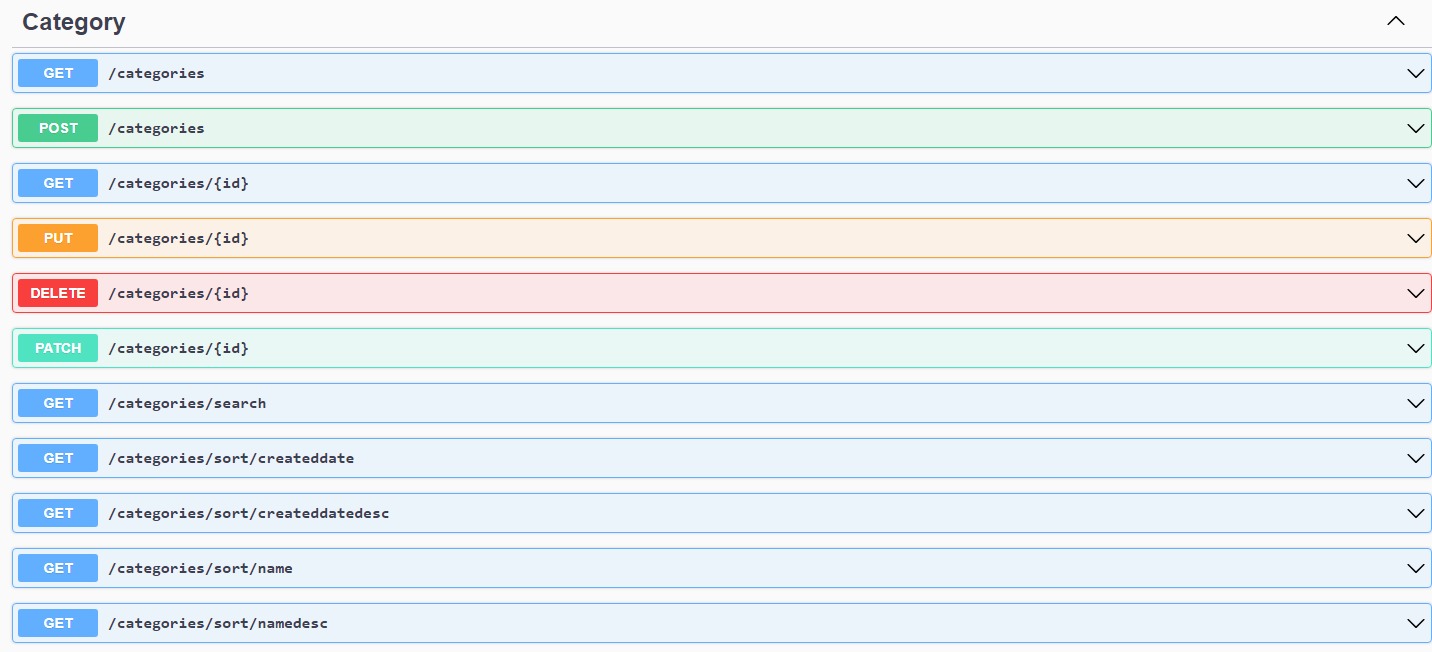 Category
GET /categories
POST /categories
GET /categories/{id}
PUT /categories/{id}
DELETE /categories/{id}
PATCH /categories/{id}
GET /categories/search
GET /categories/sort/createddate
GET /categories/sort/createddatedesc
GET /categories/sort/name
GET /categories/sort/namedesc